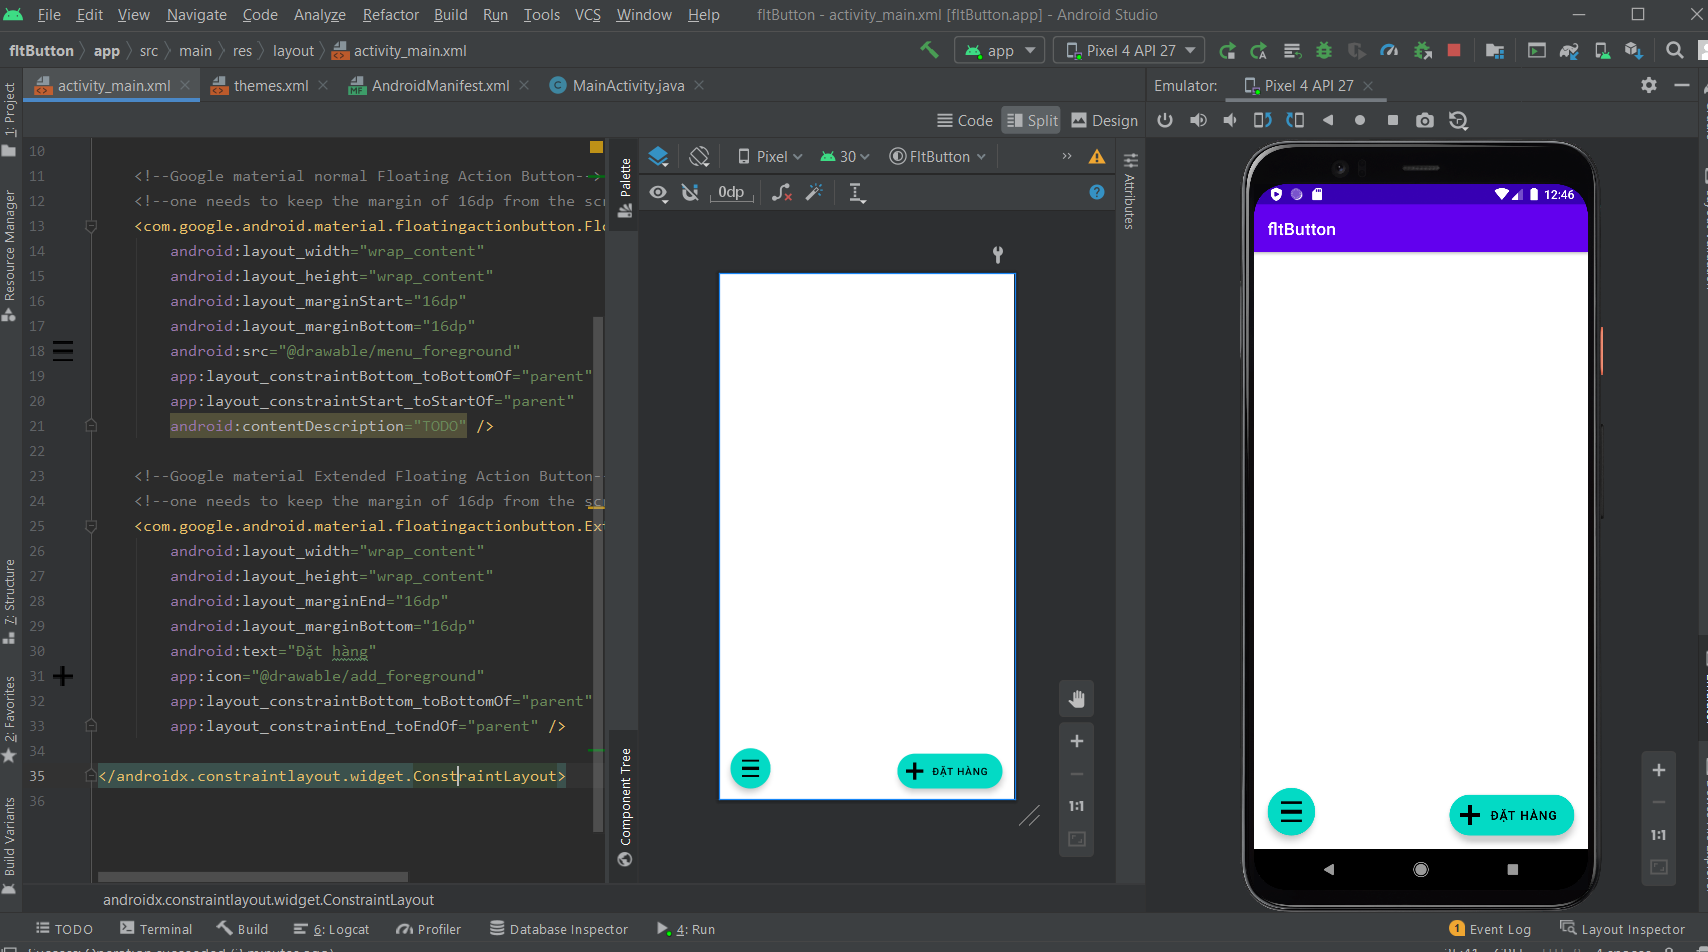 File Edit View Navigate Code Analyze Refactor Build Run Tools VCS Window Help fltButton - activity_main.xml [fltButton.app] - Android Studio
fltButton app src main res layout activity_main.xml app Pixel 4 API 27
activity_main.xml themes.xml AndroidManifest.xml MainActivity.java Emulator: Pixel 4 API 27
Code Split Design
1: Project
Resource Manager
7: Structure
2: Favorites
Build Variants
10
11 <!--Google material normal Floating Action Button-->
12 <!--one needs to keep the margin of 16dp from the scr
13 <com.google.android.material.floatingactionbutton.Flo
14 android:layout_width="wrap_content"
15 android:layout_height="wrap_content"
16 android:layout_marginStart="16dp"
17 android:layout_marginBottom="16dp"
18 android:src="@drawable/menu_foreground"
19 app:layout_constraintBottom_toBottomOf="parent"
20 app:layout_constraintStart_toStartOf="parent"
21 android:contentDescription="TODO" />
22
23 <!--Google material Extended Floating Action Button-
24 <!--one needs to keep the margin of 16dp from the scr
25 <com.google.android.material.floatingactionbutton.Ext
26 android:layout_width="wrap_content"
27 android:layout_height="wrap_content"
28 android:layout_marginEnd="16dp"
29 android:layout_marginBottom="16dp"
30 android:text="Đặt hàng"
31 app:icon="@drawable/add_foreground"
32 app:layout_constraintBottom_toBottomOf="parent"
33 app:layout_constraintEnd_toEndOf="parent" />
34
35 </androidx.constraintlayout.widget.ConstraintLayout>
36
Palette
Component Tree
Pixel 30 FltButton
0dp
Attributes
ĐẶT HÀNG
1:1
12:46
fltButton
ĐẶT HÀNG
1:1
androidx.constraintlayout.widget.ConstraintLayout
TODO Terminal Build 6: Logcat Profiler Database Inspector 4: Run 1 Event Log Layout Inspector